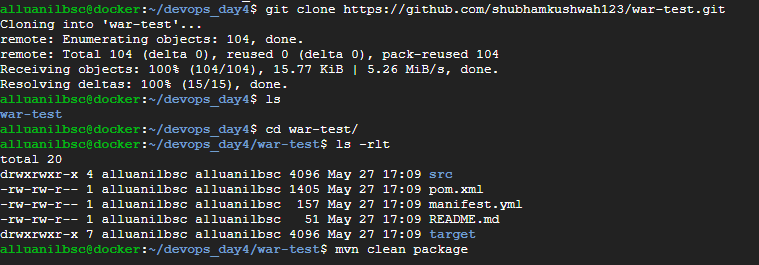 alluanilbsc@docker:~/devops_day4$ git clone https://github.com/shubhamkushwah123/war-test.git
Cloning into 'war-test'...
remote: Enumerating objects: 104, done.
remote: Total 104 (delta 0), reused 0 (delta 0), pack-reused 104
Receiving objects: 100% (104/104), 15.77 KiB | 5.26 MiB/s, done.
Resolving deltas: 100% (15/15), done.
alluanilbsc@docker:~/devops_day4$ ls
war-test
alluanilbsc@docker:~/devops_day4$ cd war-test/
alluanilbsc@docker:~/devops_day4/war-test$ ls -rlt
total 20
drwxrwxr-x 4 alluanilbsc alluanilbsc 4096 May 27 17:09 src
-rw-rw-r-- 1 alluanilbsc alluanilbsc 1405 May 27 17:09 pom.xml
-rw-rw-r-- 1 alluanilbsc alluanilbsc  157 May 27 17:09 manifest.yml
-rw-rw-r-- 1 alluanilbsc alluanilbsc   51 May 27 17:09 README.md
drwxrwxr-x 7 alluanilbsc alluanilbsc 4096 May 27 17:09 target
alluanilbsc@docker:~/devops_day4/war-test$ mvn clean package